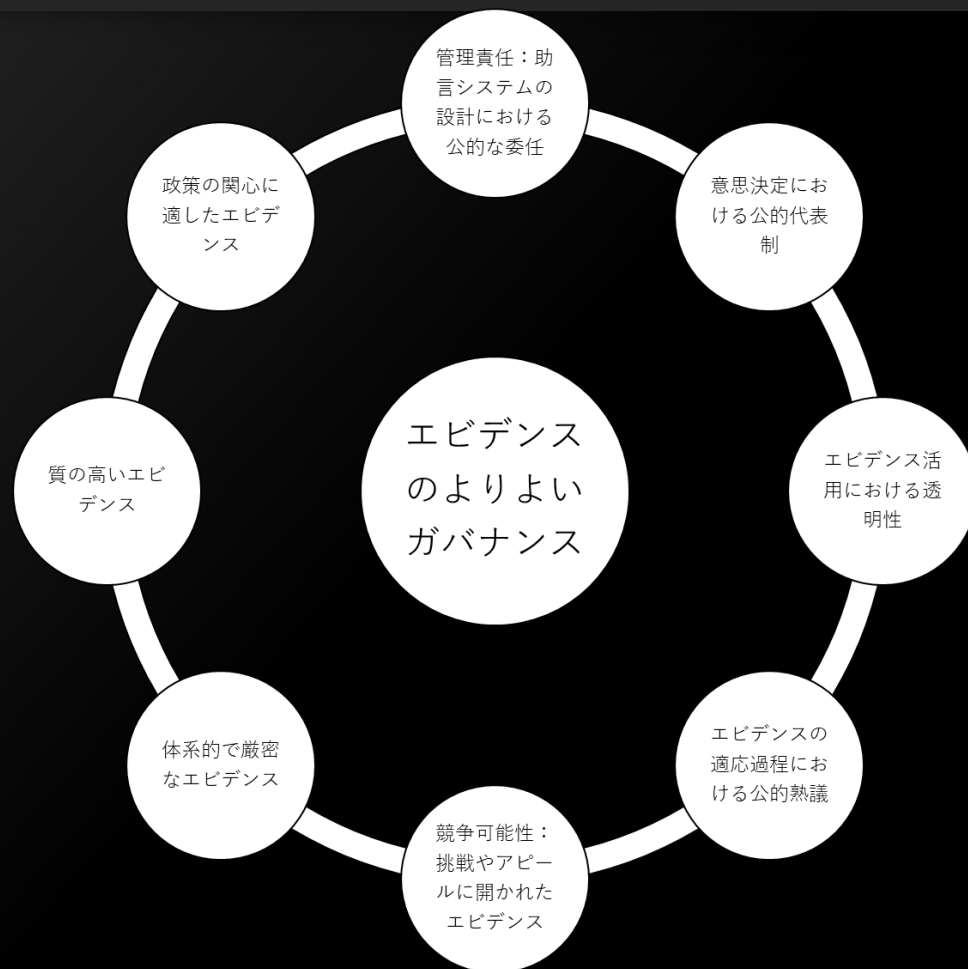 管理責任：助
言システムの
設計における
公的な委任
意思決定にお
ける公的代表
制
エビデンス活
用における透
明性
エビデンスの
適応過程にお
ける公的熟議
競争可能性：
挑戦やアピー
ルに開かれた
エビデンス
体系的で厳密
なエビデンス
質の高いエビ
デンス
政策の関心に
適したエビデ
ンス
エビデンス
のよりよい
ガバナンス